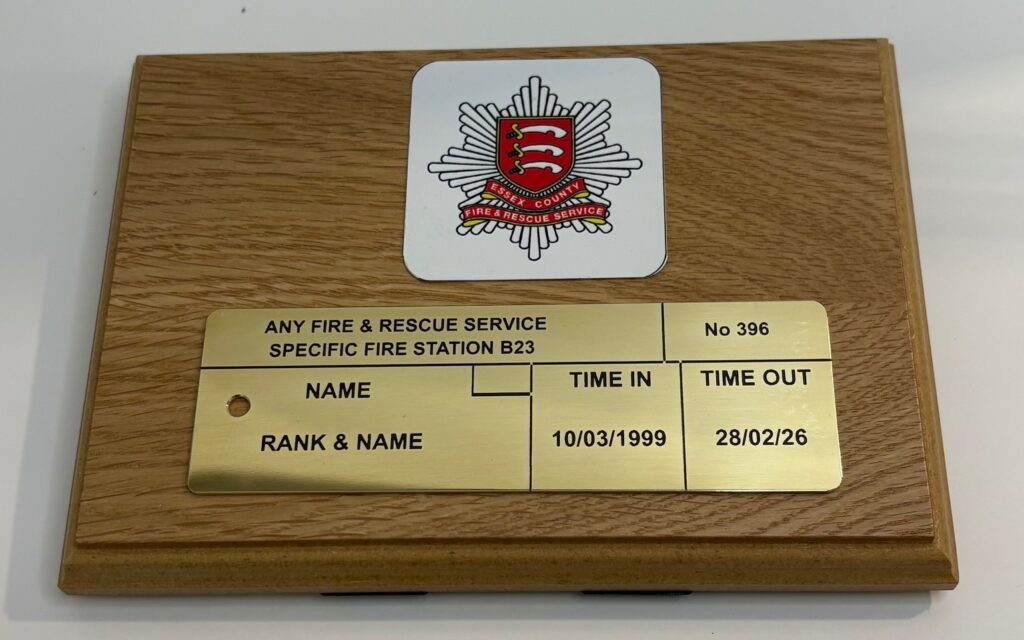 ESSEX COUNTY
FIRE & RESCUE SERVICE
ANY FIRE & RESCUE SERVICE
SPECIFIC FIRE STATION B23
No 396
NAME
TIME IN
TIME OUT
RANK & NAME
10/03/1999
28/02/26